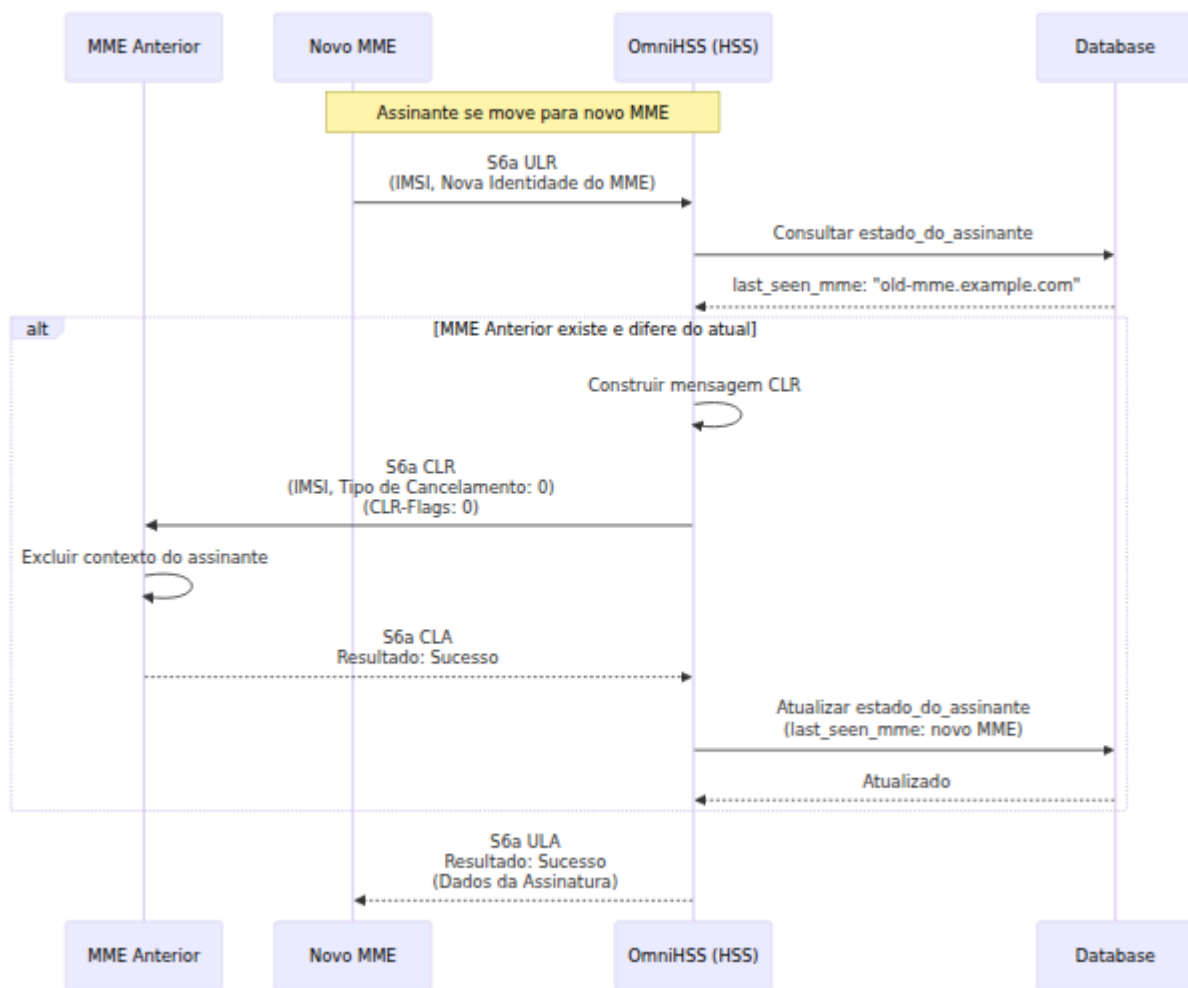 MME Anterior
Novo MME
OmniHSS (HSS)
Database
Assinante se move para novo MME
S6a ULR
(IMSI, Nova Identidade do MME)
Consultar estado_do_assinante
last_seen_mme: "old-mme.example.com"
alt
[MME Anterior existe e difere do atual]
Construir mensagem CLR
S6a CLR
(IMSI, Tipo de Cancelamento: 0)
(CLR-Flags: 0)
Excluir contexto do assinante
S6a CLA
Resultado: Sucesso
Atualizar estado_do_assinante
(last_seen_mme: novo MME)
Atualizado
S6a ULA
Resultado: Sucesso
(Dados da Assinatura)
MME Anterior
Novo MME
OmniHSS (HSS)
Database